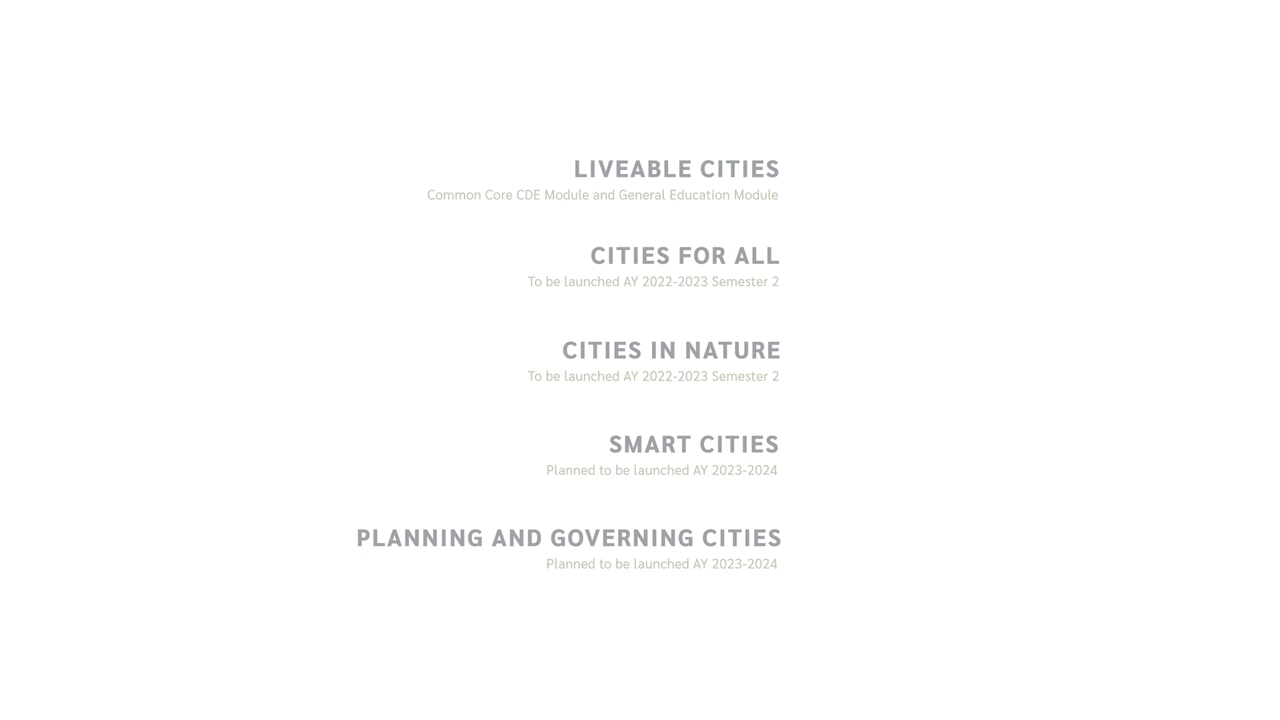 LIVEABLE CITIES
Common Core CDE Module and General Education Module
CITIES FOR ALL
To be launched AY 2022-2023 Semester 2
CITIES IN NATURE
To be launched AY 2022-2023 Semester 2
SMART CITIES
Planned to be launched AY 2023-2024
PLANNING AND GOVERNING CITIES
Planned to be launched AY 2023-2024